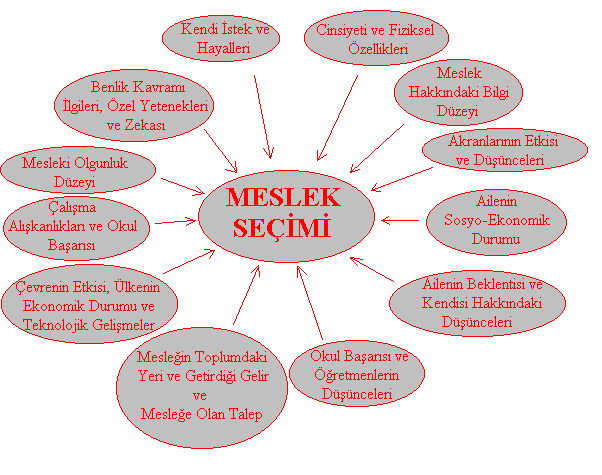 Kendi İstek ve
Hayalleri
Cinsiyeti ve Fiziksel
Özellikleri
Benlik Kavramı
İlgileri, Özel Yetenekleri
ve Zekası
Meslek
Hakkındaki Bilgi
Düzeyi
Akranlarının Etkisi
ve Düşünceleri
Mesleki Olgunluk
Düzeyi
MESLEK
SEÇİMİ
Çalışma
Alışkanlıkları ve Okul
Başarısı
Ailenin
Sosyo-Ekonomik
Durumu
Çevrenin Etkisi, Ülkenin
Ekonomik Durumu ve
Teknolojik Gelişmeler
Ailenin Beklentisi ve
Kendisi Hakkındaki
Düşünceleri
Mesleğin Toplumdaki
Yeri ve Getirdiği Gelir
ve
Mesleğe Olan Talep
Okul Başarısı ve
Öğretmenlerin
Düşünceleri